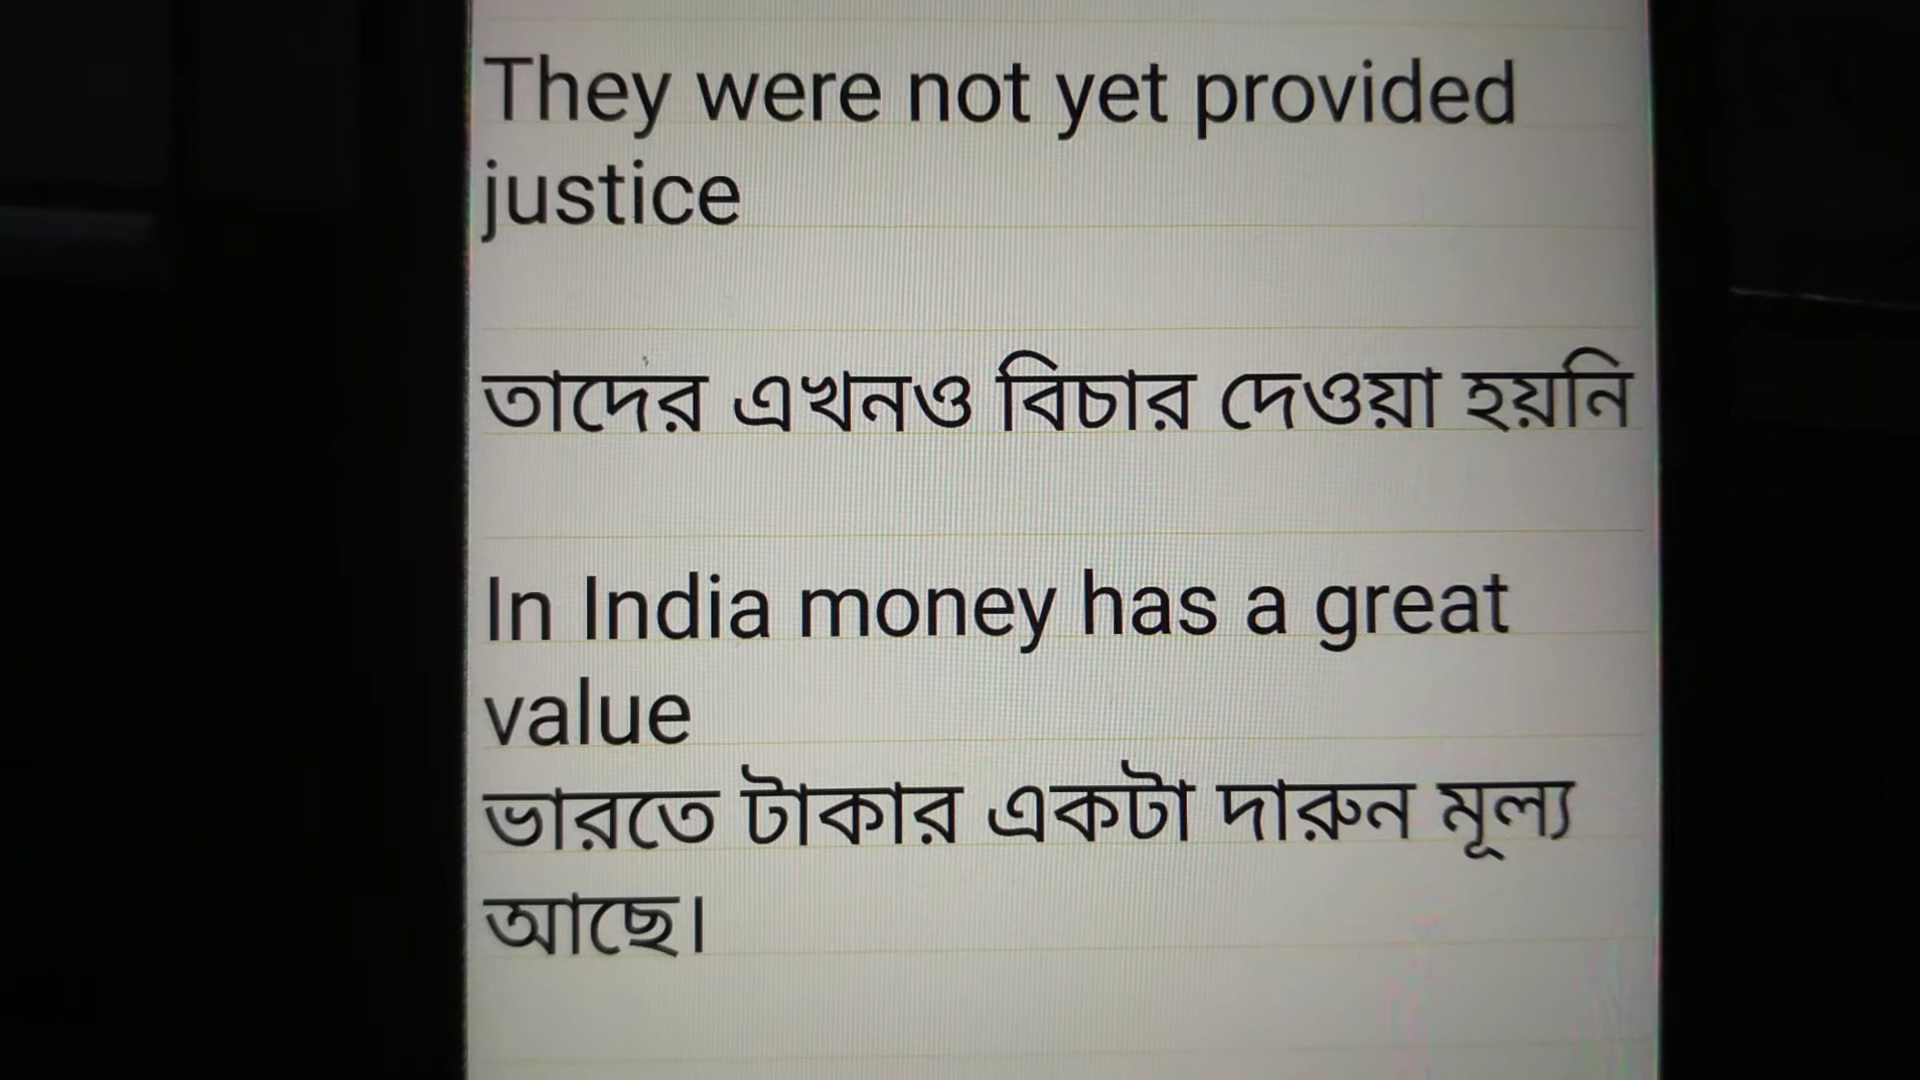 They were not yet provided
justice
তাদের এখনও বিচার দেওয়া হয়নি
In India money has a great
value
ভারতে টাকার একটা দারুন মূল্য
আছে।